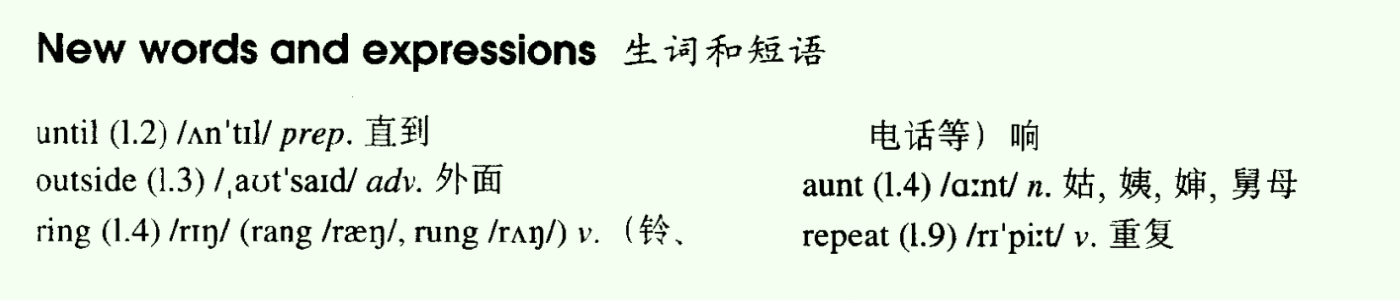 New words and expressions 生词和短语
until (l.2) /ʌn'tɪl/ prep. 直到
outside (l.3) /ˌaʊt'saɪd/ adv. 外面
ring (l.4) /rɪŋ/ (rang /ræŋ/, rung /rʌŋ/) v. （铃、
电话等） 响
aunt (l.4) /ɑːnt/ n. 姑, 姨, 婶, 舅母
repeat (l.9) /rɪ'piːt/ v. 重复